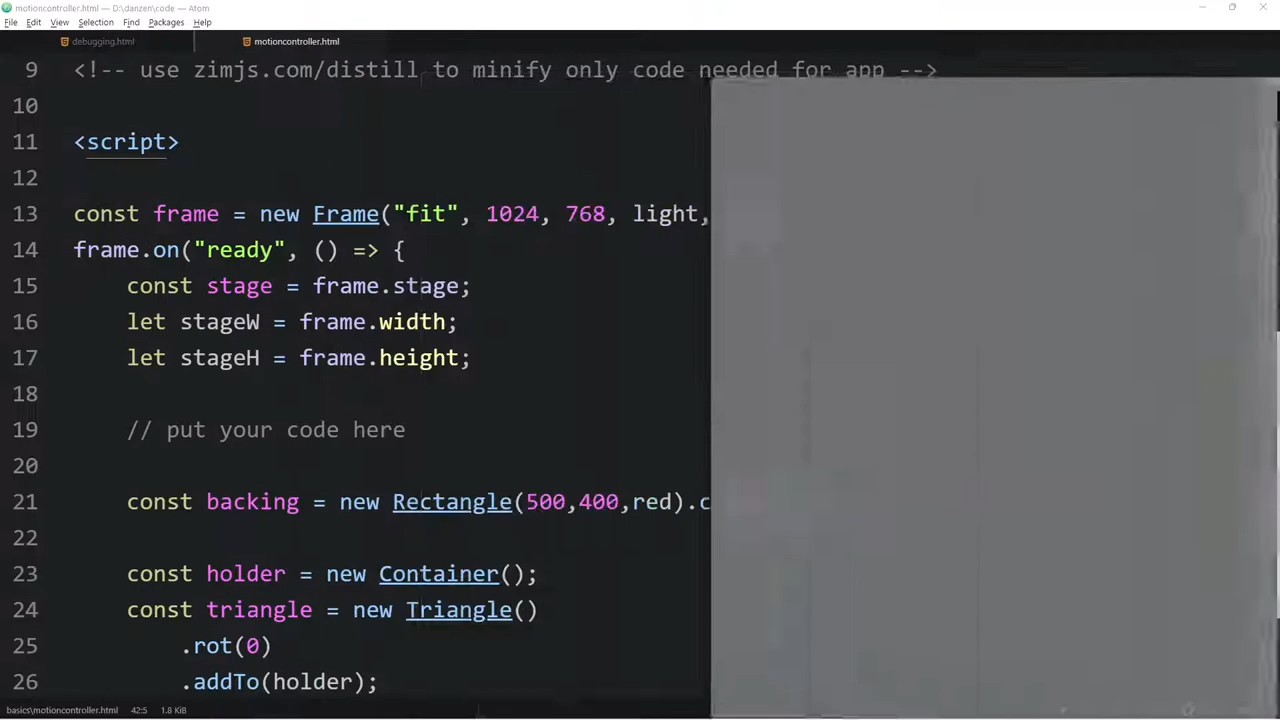 motioncontroller.html — D:\danzen\code — Atom
File Edit View Selection Find Packages Help
debugging.html motioncontroller.html
9 <!-- use zimjs.com/distill to minify only code needed for app -->
10
11 <script>
12
13 const frame = new Frame("fit", 1024, 768, light,
14 frame.on("ready", () => {
15 const stage = frame.stage;
16 let stageW = frame.width;
17 let stageH = frame.height;
18
19 // put your code here
20
21 const backing = new Rectangle(500,400,red).c
22
23 const holder = new Container();
24 const triangle = new Triangle()
25 .rot(0)
26 .addTo(holder);
basics\motioncontroller.html 42:5 1.8 KiB